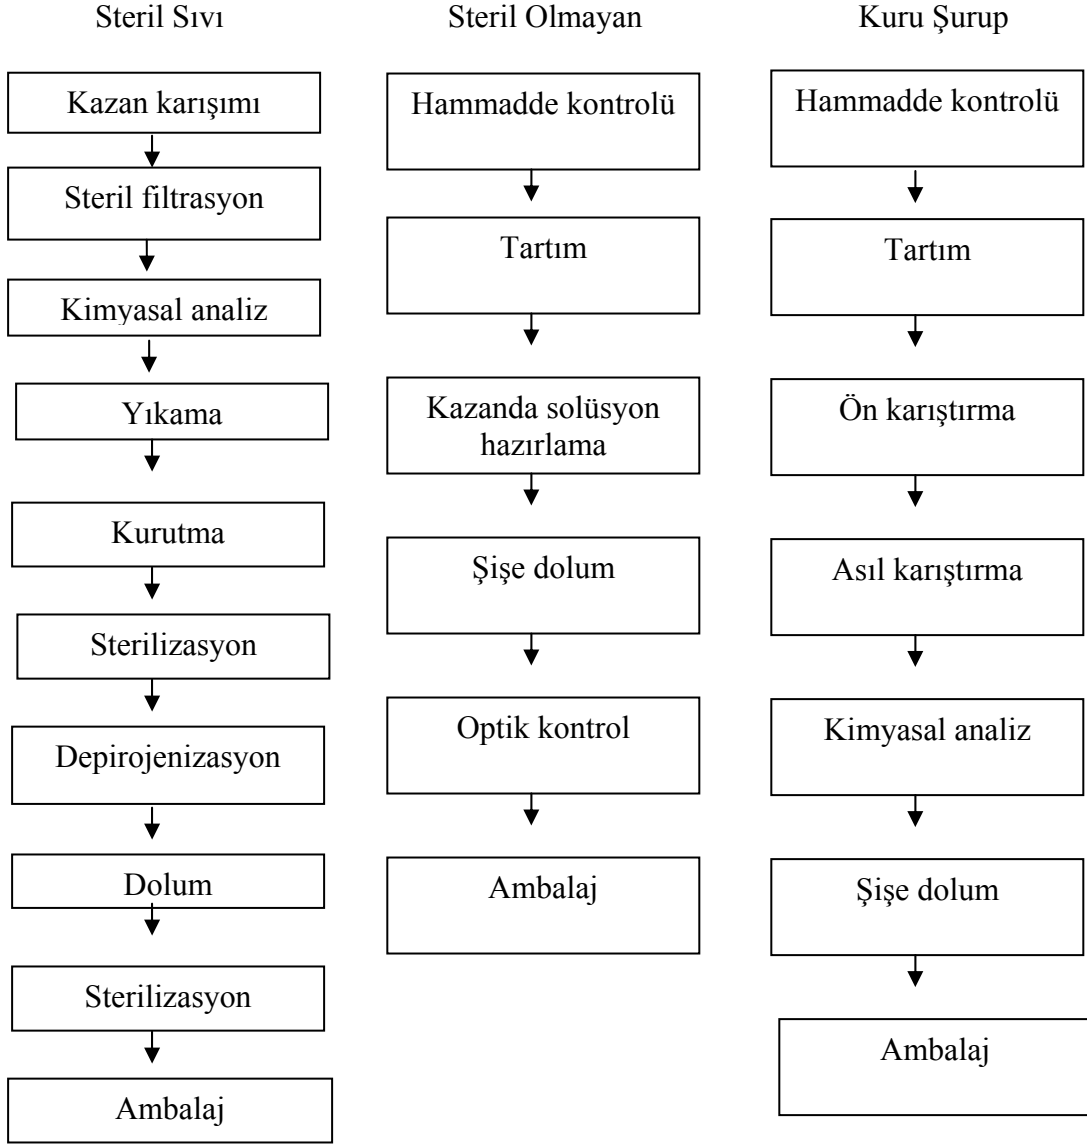 Steril Sıvı
Kazan karışımı
Steril filtrasyon
Kimyasal analiz
Yıkama
Kurutma
Sterilizasyon
Depirojenizasyon
Dolum
Sterilizasyon
Ambalaj
Steril Olmayan
Hammadde kontrolü
Tartım
Kazanda solüsyon
hazırlama
Şişe dolum
Optik kontrol
Ambalaj
Kuru Şurup
Hammadde kontrolü
Tartım
Ön karıştırma
Asıl karıştırma
Kimyasal analiz
Şişe dolum
Ambalaj